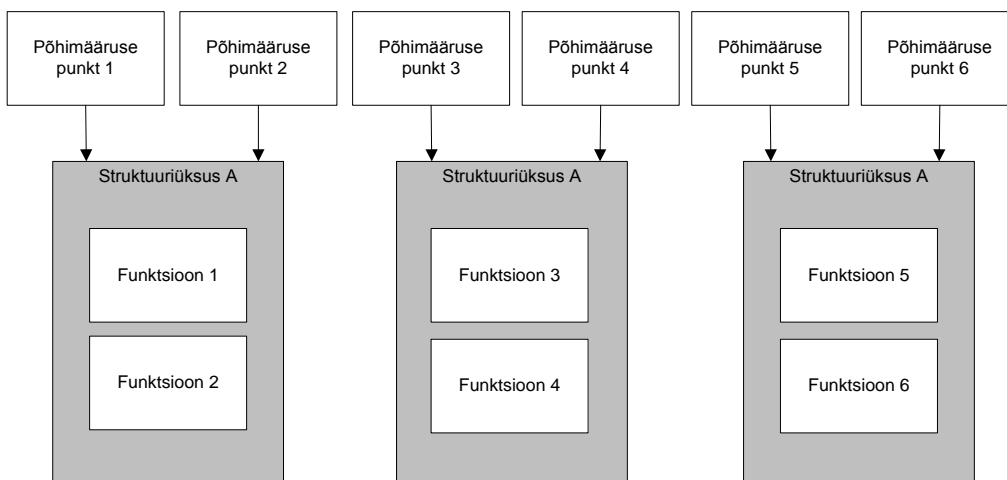 Põhimääruse
punkt 1
Põhimääruse
punkt 2
Põhimääruse
punkt 3
Põhimääruse
punkt 4
Põhimääruse
punkt 5
Põhimääruse
punkt 6
Struktuuriüksus A
Funktsioon 1
Funktsioon 2
Struktuuriüksus A
Funktsioon 3
Funktsioon 4
Struktuuriüksus A
Funktsioon 5
Funktsioon 6